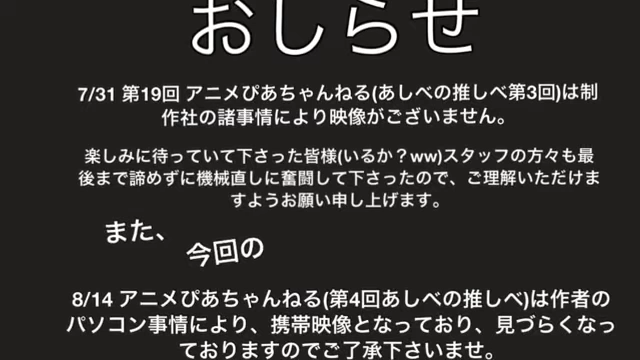 おしらせ
7/31 第19回 アニメぴあちゃんねる(あしべの推しべ第3回)は制
作社の諸事情により映像がございません。
楽しみに待っていて下さった皆様(いるか？ww)スタッフの方々も最
後まで諦めずに機械直しに奮闘して下さったので、ご理解いただけま
すようお願い申し上げます。
また、
今回の
8/14 アニメぴあちゃんねる(第4回あしべの推しべ)は作者の
パソコン事情により、携帯映像となっており、見づらくなっ
ておりますのでご了承下さいませ。